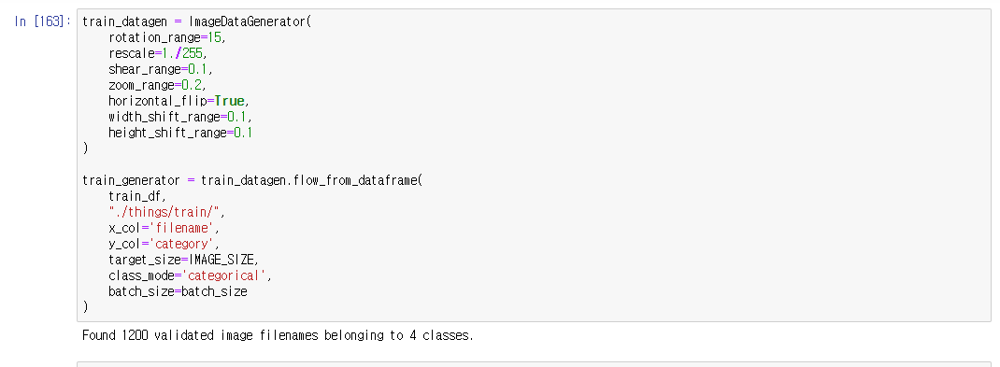 In [163]: train_datagen = ImageDataGenerator(
    rotation_range=15,
    rescale=1./255,
    shear_range=0.1,
    zoom_range=0.2,
    horizontal_flip=True,
    width_shift_range=0.1,
    height_shift_range=0.1
)
train_generator = train_datagen.flow_from_dataframe(
    train_df,
    "./things/train/",
    x_col='filename',
    y_col='category',
    target_size=IMAGE_SIZE,
    class_mode='categorical',
    batch_size=batch_size
)
Found 1200 validated image filenames belonging to 4 classes.